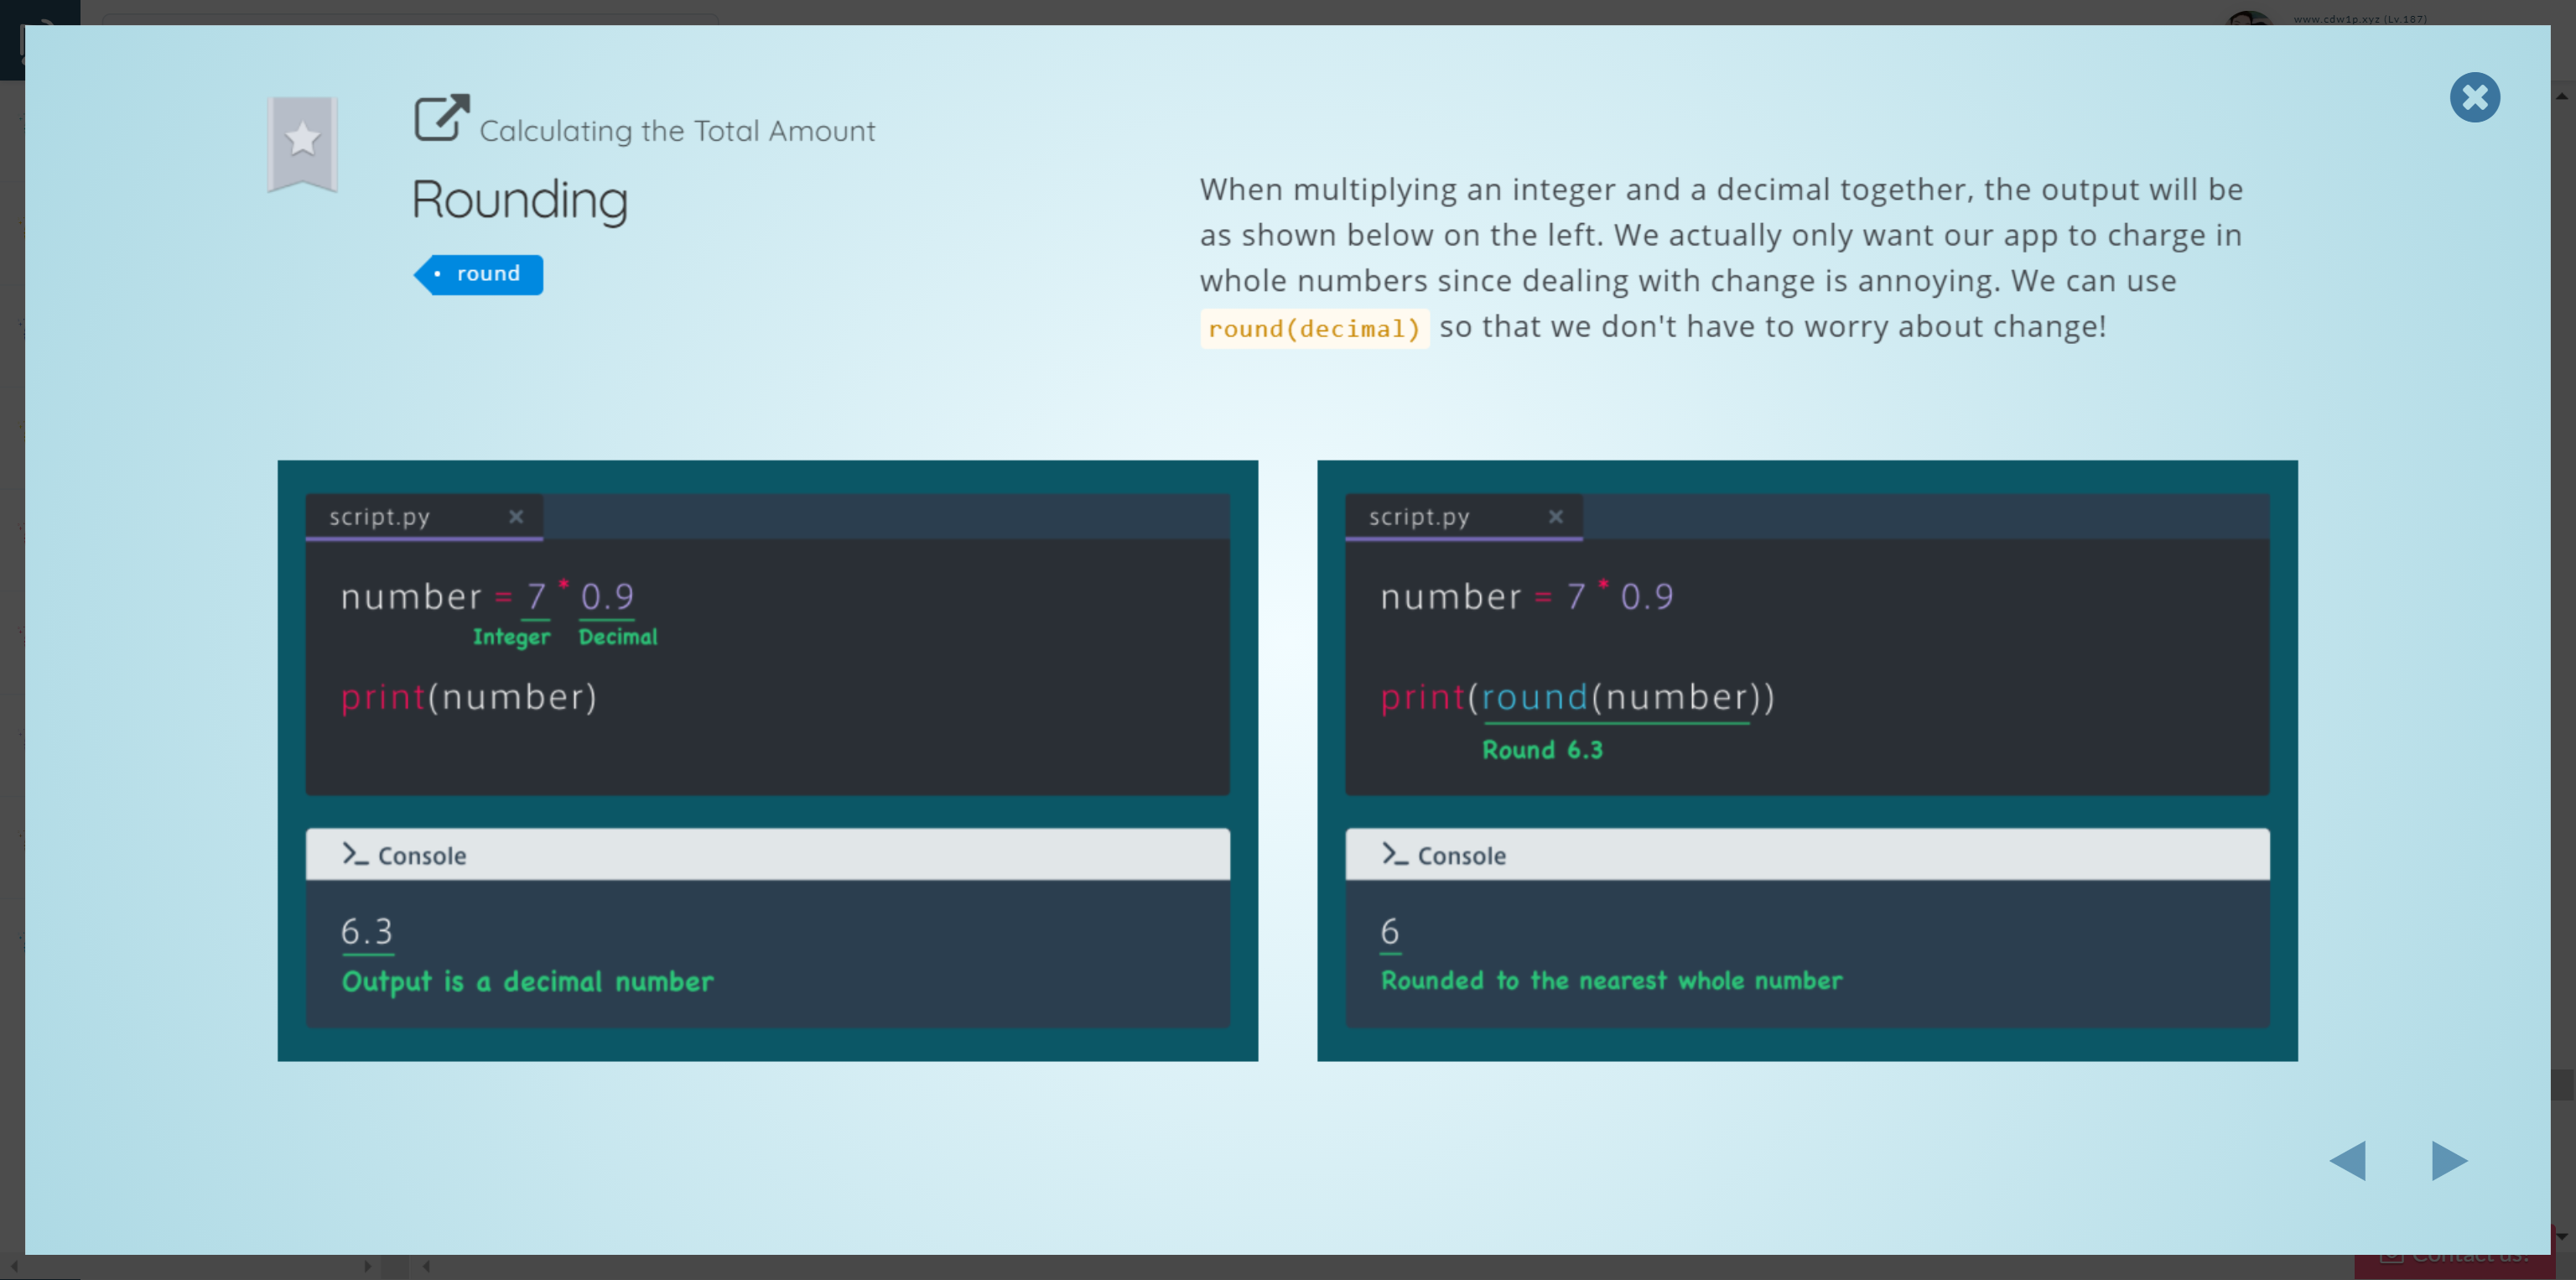 www.cdw1p.xyz (Lv.187)
Calculating the Total Amount
Rounding
round
When multiplying an integer and a decimal together, the output will be
as shown below on the left. We actually only want our app to charge in
whole numbers since dealing with change is annoying. We can use
round(decimal) so that we don't have to worry about change!
script.py
number = 7 * 0.9
Integer Decimal
print(number)
>_ Console
6.3
Output is a decimal number
script.py
number = 7 * 0.9
print(round(number))
Round 6.3
>_ Console
6
Rounded to the nearest whole number
Contact us!